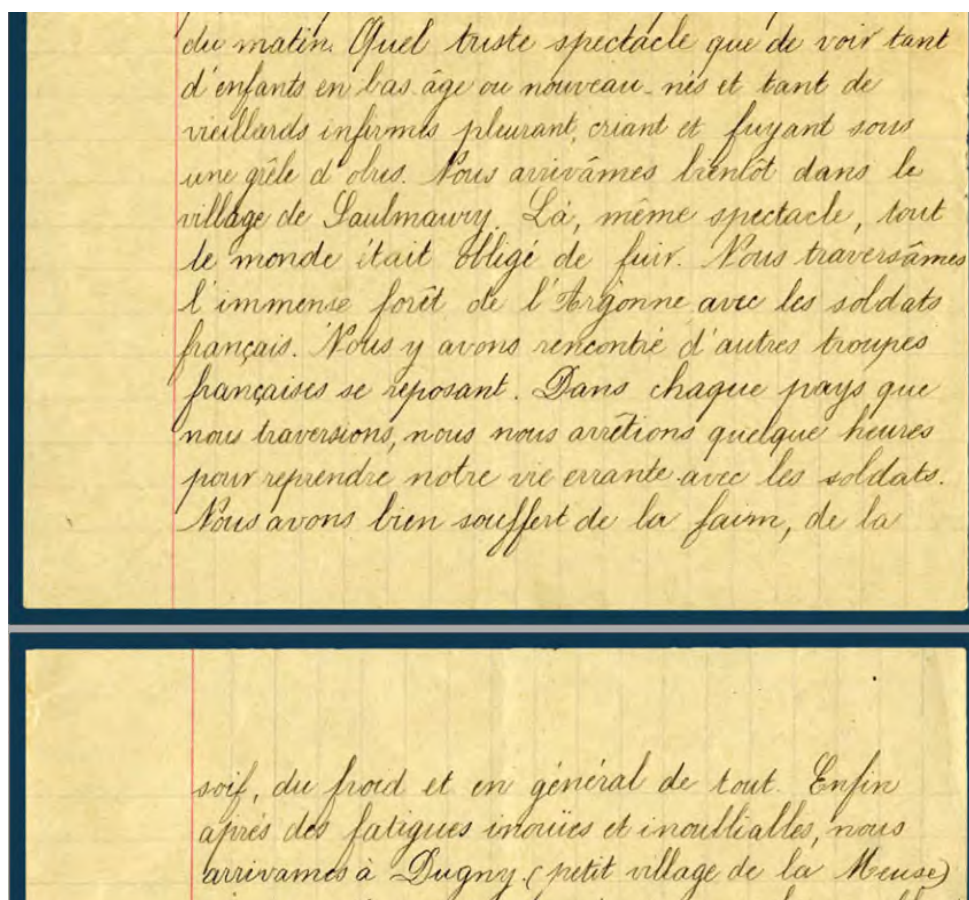 du matin. Quel triste spectacle que de voir tant
d'enfants en bas-âge ou nouveau-nés et tant de
vieillards infirmes pleurant, criant et fuyant sous
une grêle d'obus. Nous arrivâmes bientôt dans le
village de Saulmaury. Là, même spectacle, tout
le monde était obligé de fuir. Nous traversâmes
l'immense forêt de l'Argonne avec les soldats
français. Nous y avons rencontré d'autres troupes
françaises se reposant. Dans chaque pays que
nous traversions, nous nous arrêtions quelque heures
pour reprendre notre vie errante avec les soldats.
Nous avons bien souffert de la faim, de la
soif, du froid et en général de tout. Enfin
après des fatigues inouïes et inoubliables, nous
arrivames à Dugny (petit village de la Meuse)